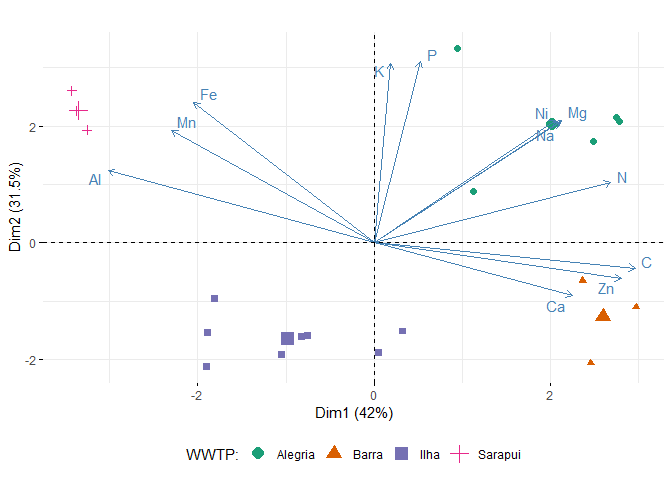 P
K
Fe
Ni
Mg
Mn
Na
Al
N
C
Zn
Ca
2
0
-2
Dim2 (31.5%)
-2
0
2
Dim1 (42%)
WWTP: Alegria Barra Ilha Sarapui